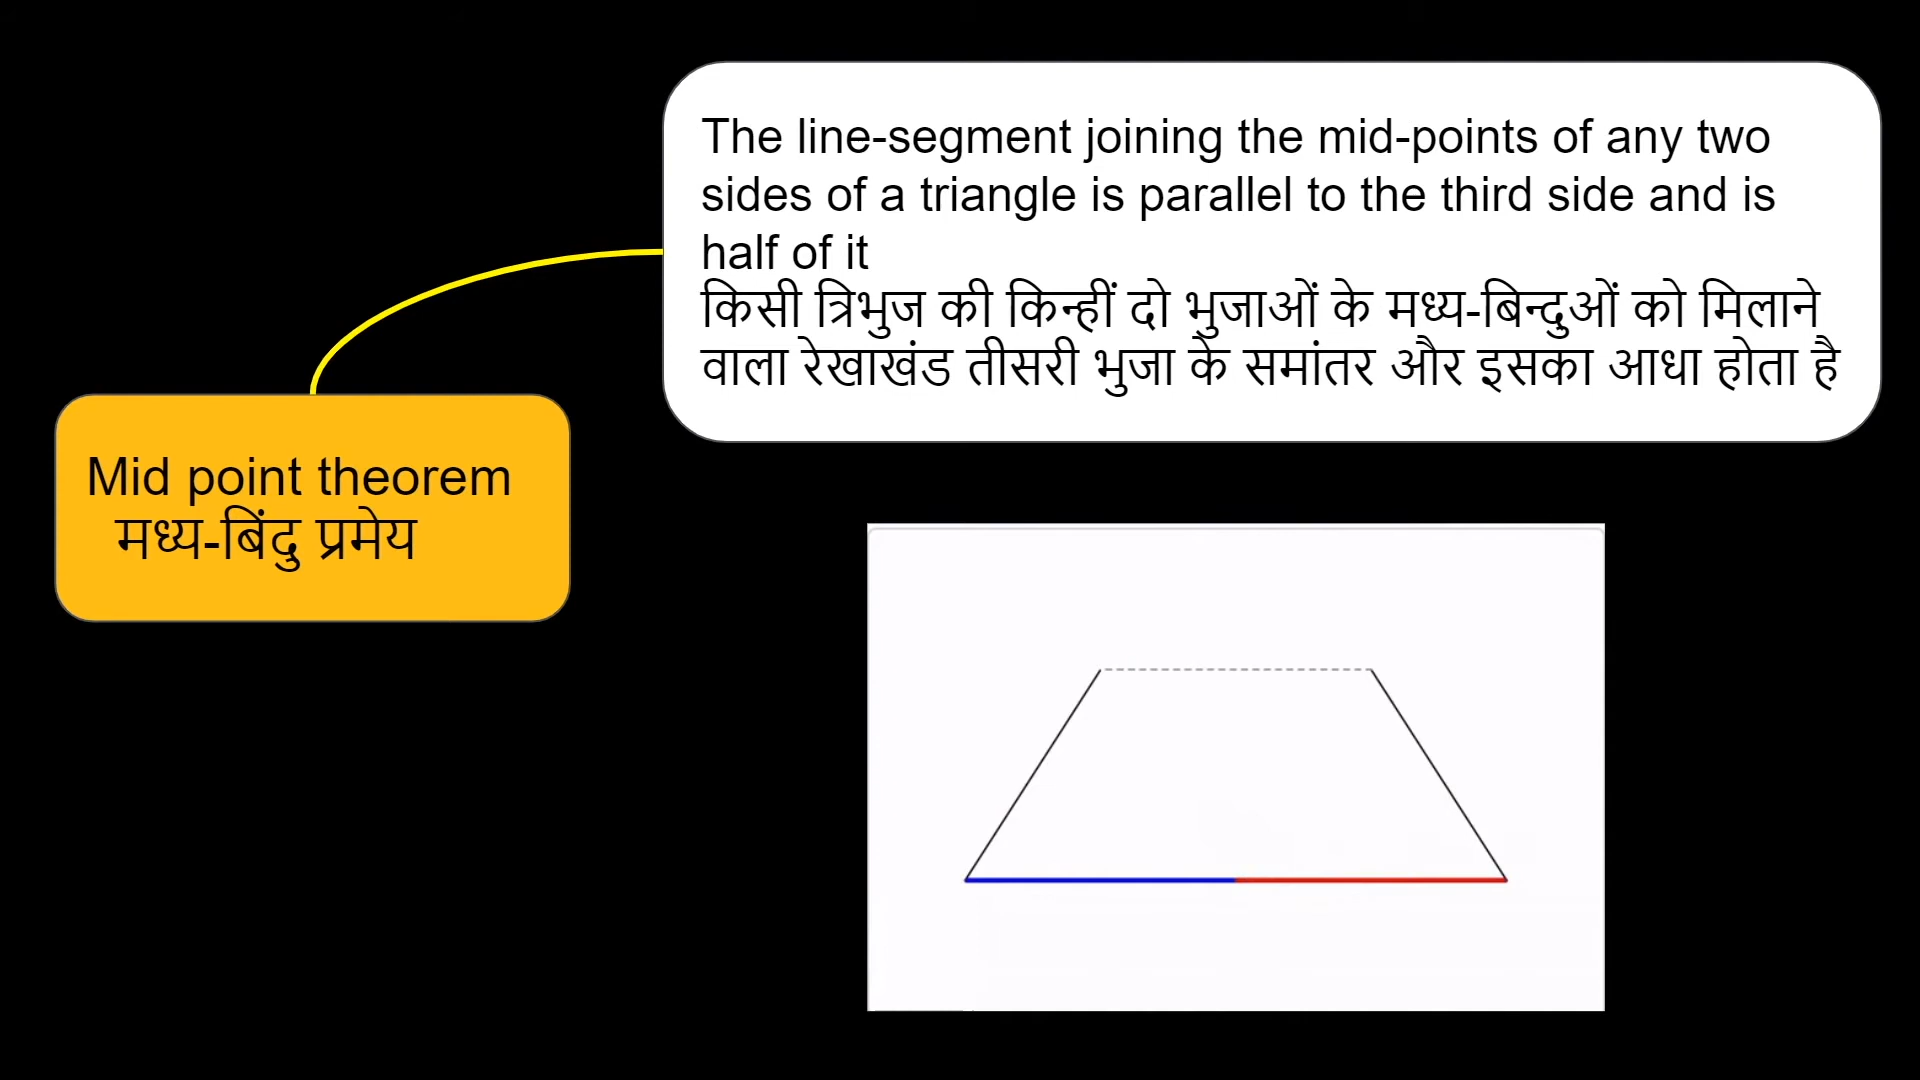 The line-segment joining the mid-points of any two
sides of a triangle is parallel to the third side and is
half of it
किसी त्रिभुज की किन्हीं दो भुजाओं के मध्य-बिन्दुओं को मिलाने
वाला रेखाखंड तीसरी भुजा के समांतर और इसका आधा होता है
Mid point theorem
मध्य-बिंदु प्रमेय